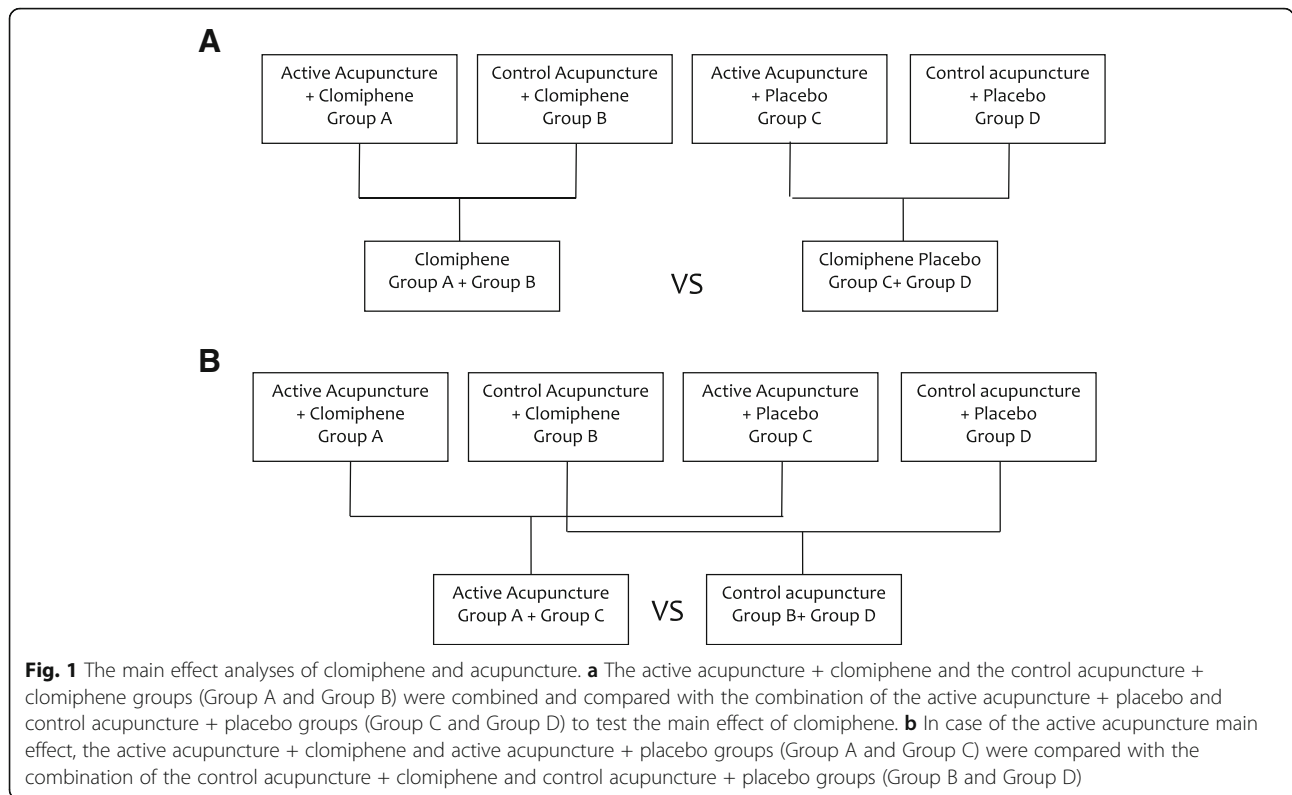 A
Active Acupuncture
+ Clomiphene
Group A
Control Acupuncture
+ Clomiphene
Group B
Active Acupuncture
+ Placebo
Group C
Control acupuncture
+ Placebo
Group D
Clomiphene
Group A + Group B
VS
Clomiphene Placebo
Group C+ Group D
B
Active Acupuncture
+ Clomiphene
Group A
Control Acupuncture
+ Clomiphene
Group B
Active Acupuncture
+ Placebo
Group C
Control acupuncture
+ Placebo
Group D
Active Acupuncture
Group A + Group C
VS
Control acupuncture
Group B+ Group D
Fig. 1 The main effect analyses of clomiphene and acupuncture. a The active acupuncture + clomiphene and the control acupuncture +
clomiphene groups (Group A and Group B) were combined and compared with the combination of the active acupuncture + placebo and
control acupuncture + placebo groups (Group C and Group D) to test the main effect of clomiphene. b In case of the active acupuncture main
effect, the active acupuncture + clomiphene and active acupuncture + placebo groups (Group A and Group C) were compared with the
combination of the control acupuncture + clomiphene and control acupuncture + placebo groups (Group B and Group D)